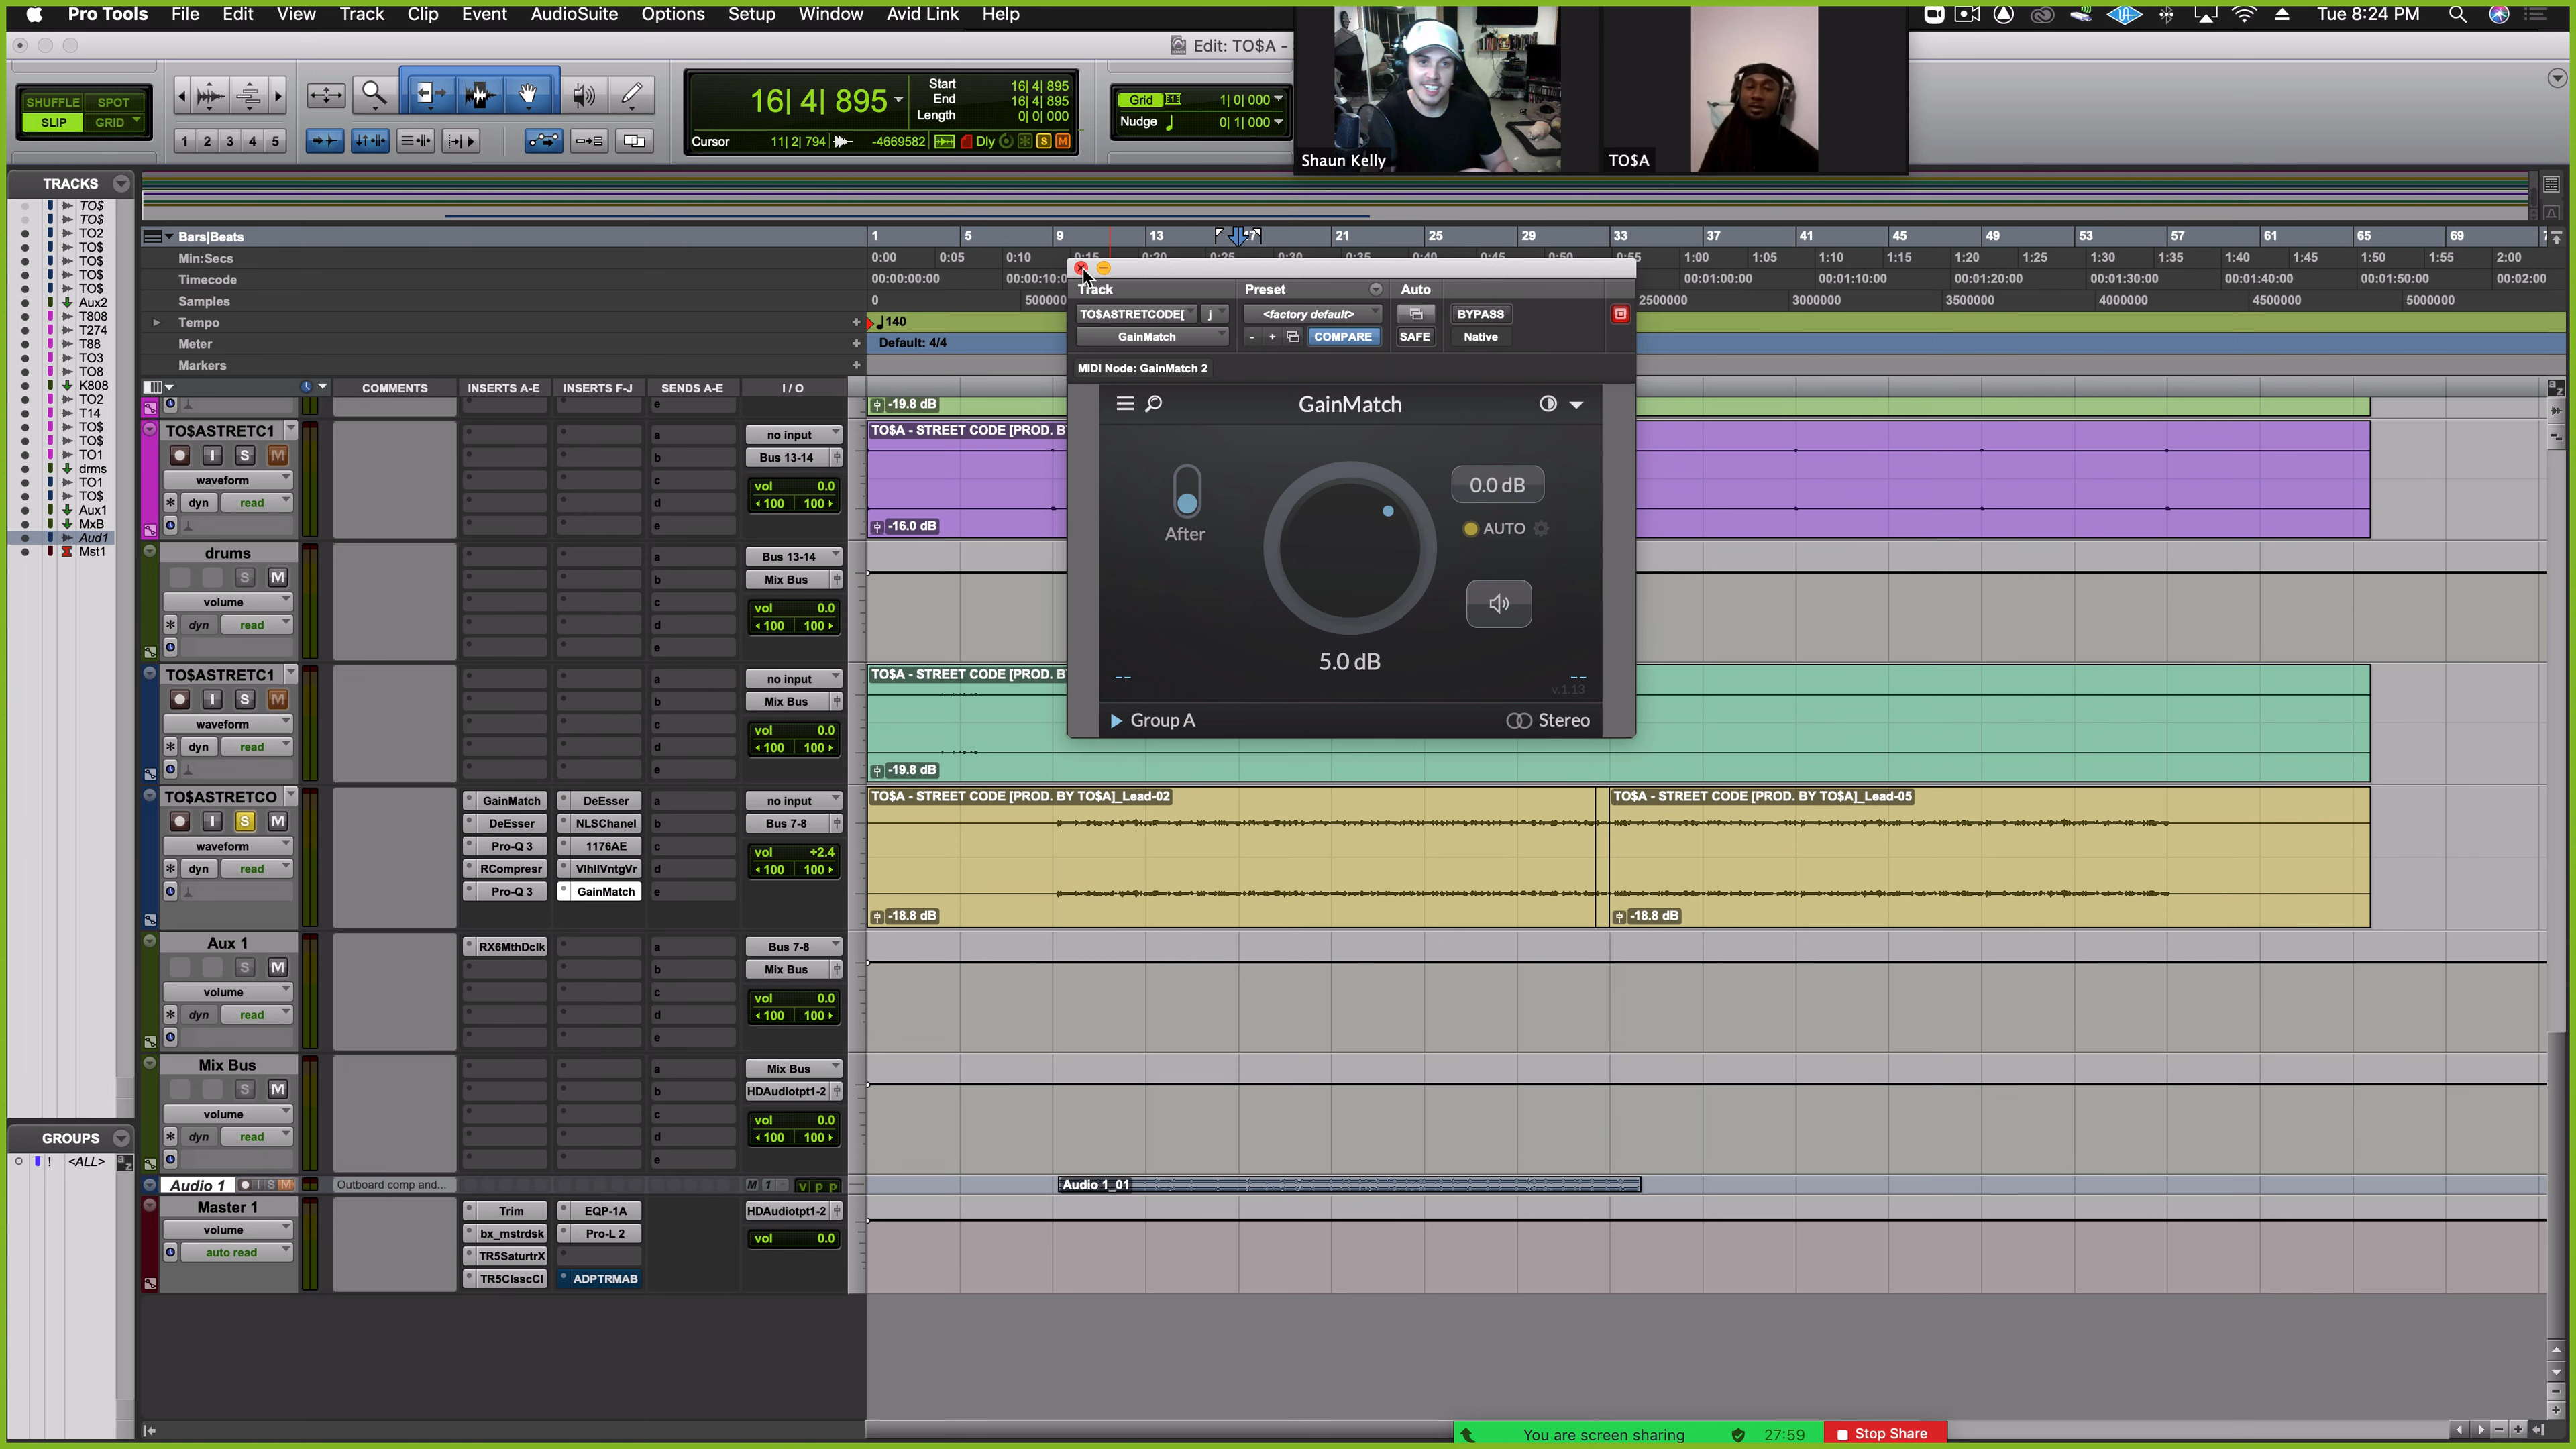 Pro Tools File Edit View Track Clip Event AudioSuite Options Setup Window Avid Link Help Tue 8:24 PM
Edit: TO$A -
SHUFFLE SPOT
SLIP GRID
1 2 3 4 5
16| 4| 895
Start 16| 4| 895
End 16| 4| 895
Length 0| 0| 000
Cursor 11| 2| 794 -4669582 Dly S M
Grid 1| 0| 000
Nudge 0| 1| 000
Shaun Kelly
TO$A
TRACKS
TO$
TO$
TO2
TO$
TO$
TO$
TO$
Aux2
T808
T274
T88
TO3
TO8
K808
TO2
T14
TO$
TO$
TO1
drms
TO1
TO$
Aux1
MxB
Aud1
Mst1
GROUPS
! <ALL>
Bars|Beats 1 5 9 13 17 21 25 29 33 37 41 45 49 53 57 61 65 69
Min:Secs 0:00 0:05 0:10 0:15 0:20 0:25 0:30 0:35 0:40 0:45 0:50 0:55 1:00 1:05 1:10 1:15 1:20 1:25 1:30 1:35 1:40 1:45 1:50 1:55 2:00
Timecode 00:00:00:00 00:00:10:0 00:01:00:00 00:01:10:00 00:01:20:00 00:01:30:00 00:01:40:00 00:01:50:00 00:02:00
Samples 0 500000 2500000 3000000 3500000 4000000 4500000 5000000
Tempo 140
Meter Default: 4/4
Markers
COMMENTS INSERTS A-E INSERTS F-J SENDS A-E I / O
e -19.8 dB
TO$ASTRETC1
I S M
waveform
dyn read
a b c d e
no input
Bus 13-14
vol 0.0
100 100
TO$A - STREET CODE [PROD. B
-16.0 dB
drums
S M
volume
dyn read
a b c d e
Bus 13-14
Mix Bus
vol 0.0
100 100
TO$ASTRETC1
I S M
waveform
dyn read
a b c d e
no input
Mix Bus
vol 0.0
100 100
TO$A - STREET CODE [PROD. B
-19.8 dB
TO$ASTRETCO
I S M
waveform
dyn read
GainMatch DeEsser a
DeEsser NLSChanel b
Pro-Q 3 1176AE c
RCompresr VlhllVntgVr d
Pro-Q 3 GainMatch e
no input
Bus 7-8
vol +2.4
100 100
TO$A - STREET CODE [PROD. BY TO$A]_Lead-02
-18.8 dB
TO$A - STREET CODE [PROD. BY TO$A]_Lead-05
-18.8 dB
Aux 1
S M
volume
dyn read
RX6MthDclk
a b c d e
Bus 7-8
Mix Bus
vol 0.0
100 100
Mix Bus
S M
volume
dyn read
a b c d e
Mix Bus
HDAudiotpt1-2
vol 0.0
100 100
Audio 1 I S M Outboard comp and... M 1 v p p
Audio 1_01
Master 1
volume
auto read
Trim EQP-1A
bx_mstrdsk Pro-L 2
TR5SaturtrX
TR5ClsscCl ADPTRMAB
HDAudiotpt1-2
vol 0.0
Track Preset Auto
TO$ASTRETCODE[ j <factory default> BYPASS
GainMatch - + COMPARE SAFE Native
MIDI Node: GainMatch 2
GainMatch
0.0 dB
After
AUTO
5.0 dB
-- --
v.1.13
Group A
Stereo
You are screen sharing 27:59 Stop Share